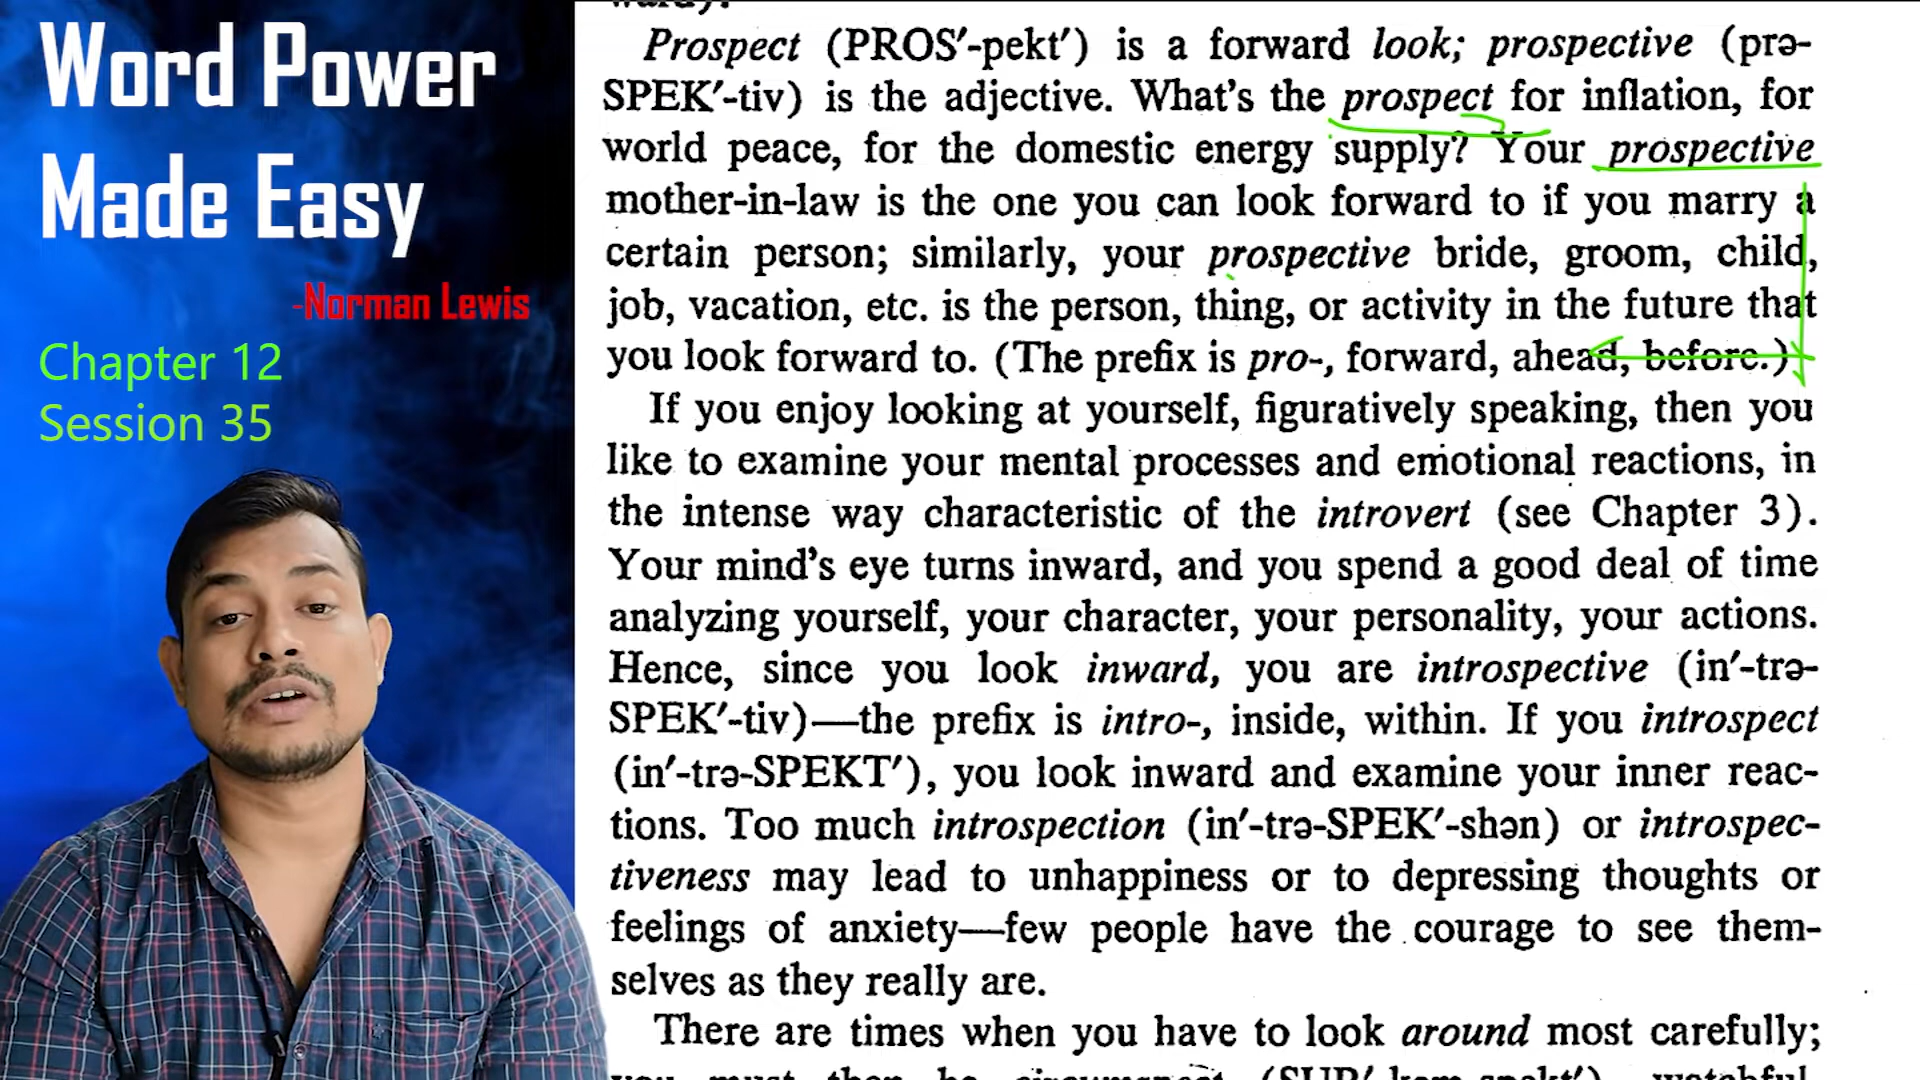 Word Power
Made Easy
-Norman Lewis
Chapter 12
Session 35
Prospect (PROS′-pekt′) is a forward look; prospective (prə-
SPEK′-tiv) is the adjective. What's the prospect for inflation, for
world peace, for the domestic energy supply? Your prospective
mother-in-law is the one you can look forward to if you marry a
certain person; similarly, your prospective bride, groom, child,
job, vacation, etc. is the person, thing, or activity in the future that
you look forward to. (The prefix is pro-, forward, ahead, before.)
If you enjoy looking at yourself, figuratively speaking, then you
like to examine your mental processes and emotional reactions, in
the intense way characteristic of the introvert (see Chapter 3).
Your mind's eye turns inward, and you spend a good deal of time
analyzing yourself, your character, your personality, your actions.
Hence, since you look inward, you are introspective (in′-trə-
SPEK′-tiv)—the prefix is intro-, inside, within. If you introspect
(in′-trə-SPEKT′), you look inward and examine your inner reac-
tions. Too much introspection (in′-trə-SPEK′-shən) or introspec-
tiveness may lead to unhappiness or to depressing thoughts or
feelings of anxiety—few people have the courage to see them-
selves as they really are.
There are times when you have to look around most carefully;
you must then be circumspect (SUR′-kəm-spekt′), watchful,